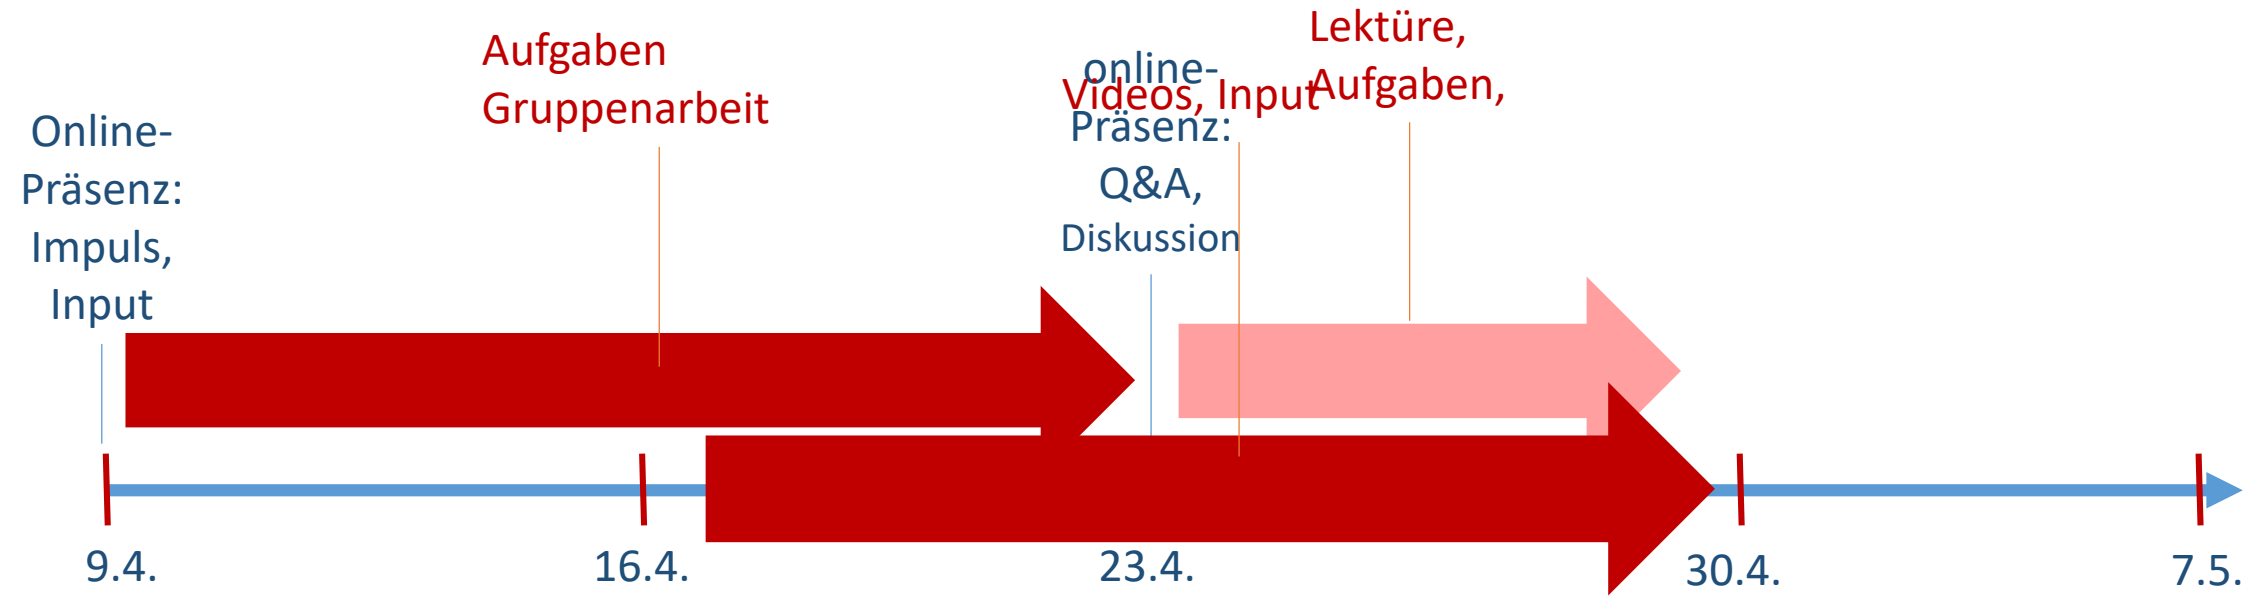 Online-
Präsenz:
Impuls,
Input
Aufgaben
Gruppenarbeit
online-
Präsenz:
Q&A,
Diskussion
Videos, Input
Lektüre,
Aufgaben,
9.4.
16.4.
23.4.
30.4.
7.5.